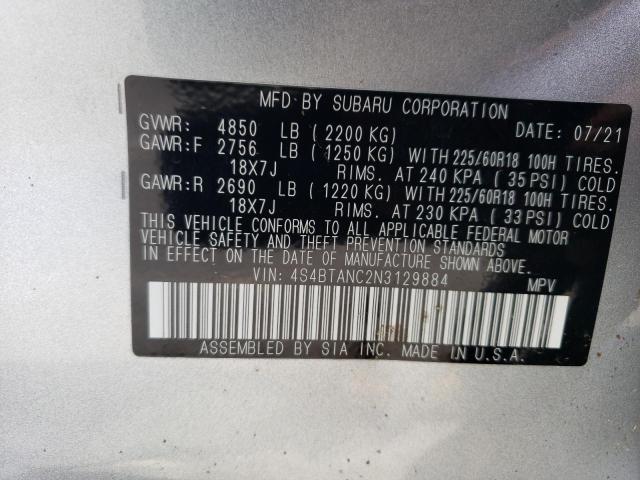 MFD BY SUBARU CORPORATION
GVWR: 4850 LB ( 2200 KG) DATE: 07/21
GAWR:F 2756 LB ( 1250 KG) WITH 225/60R18 100H TIRES.
18X7J RIMS. AT 240 KPA ( 35 PSI) COLD
GAWR:R 2690 LB ( 1220 KG) WITH 225/60R18 100H TIRES.
18X7J RIMS. AT 230 KPA ( 33 PSI) COLD
THIS VEHICLE CONFORMS TO ALL APPLICABLE FEDERAL MOTOR
VEHICLE SAFETY AND THEFT PREVENTION STANDARDS
IN EFFECT ON THE DATE OF MANUFACTURE SHOWN ABOVE.
VIN: 4S4BTANC2N3129884 MPV
ASSEMBLED BY SIA INC. MADE IN U.S.A.